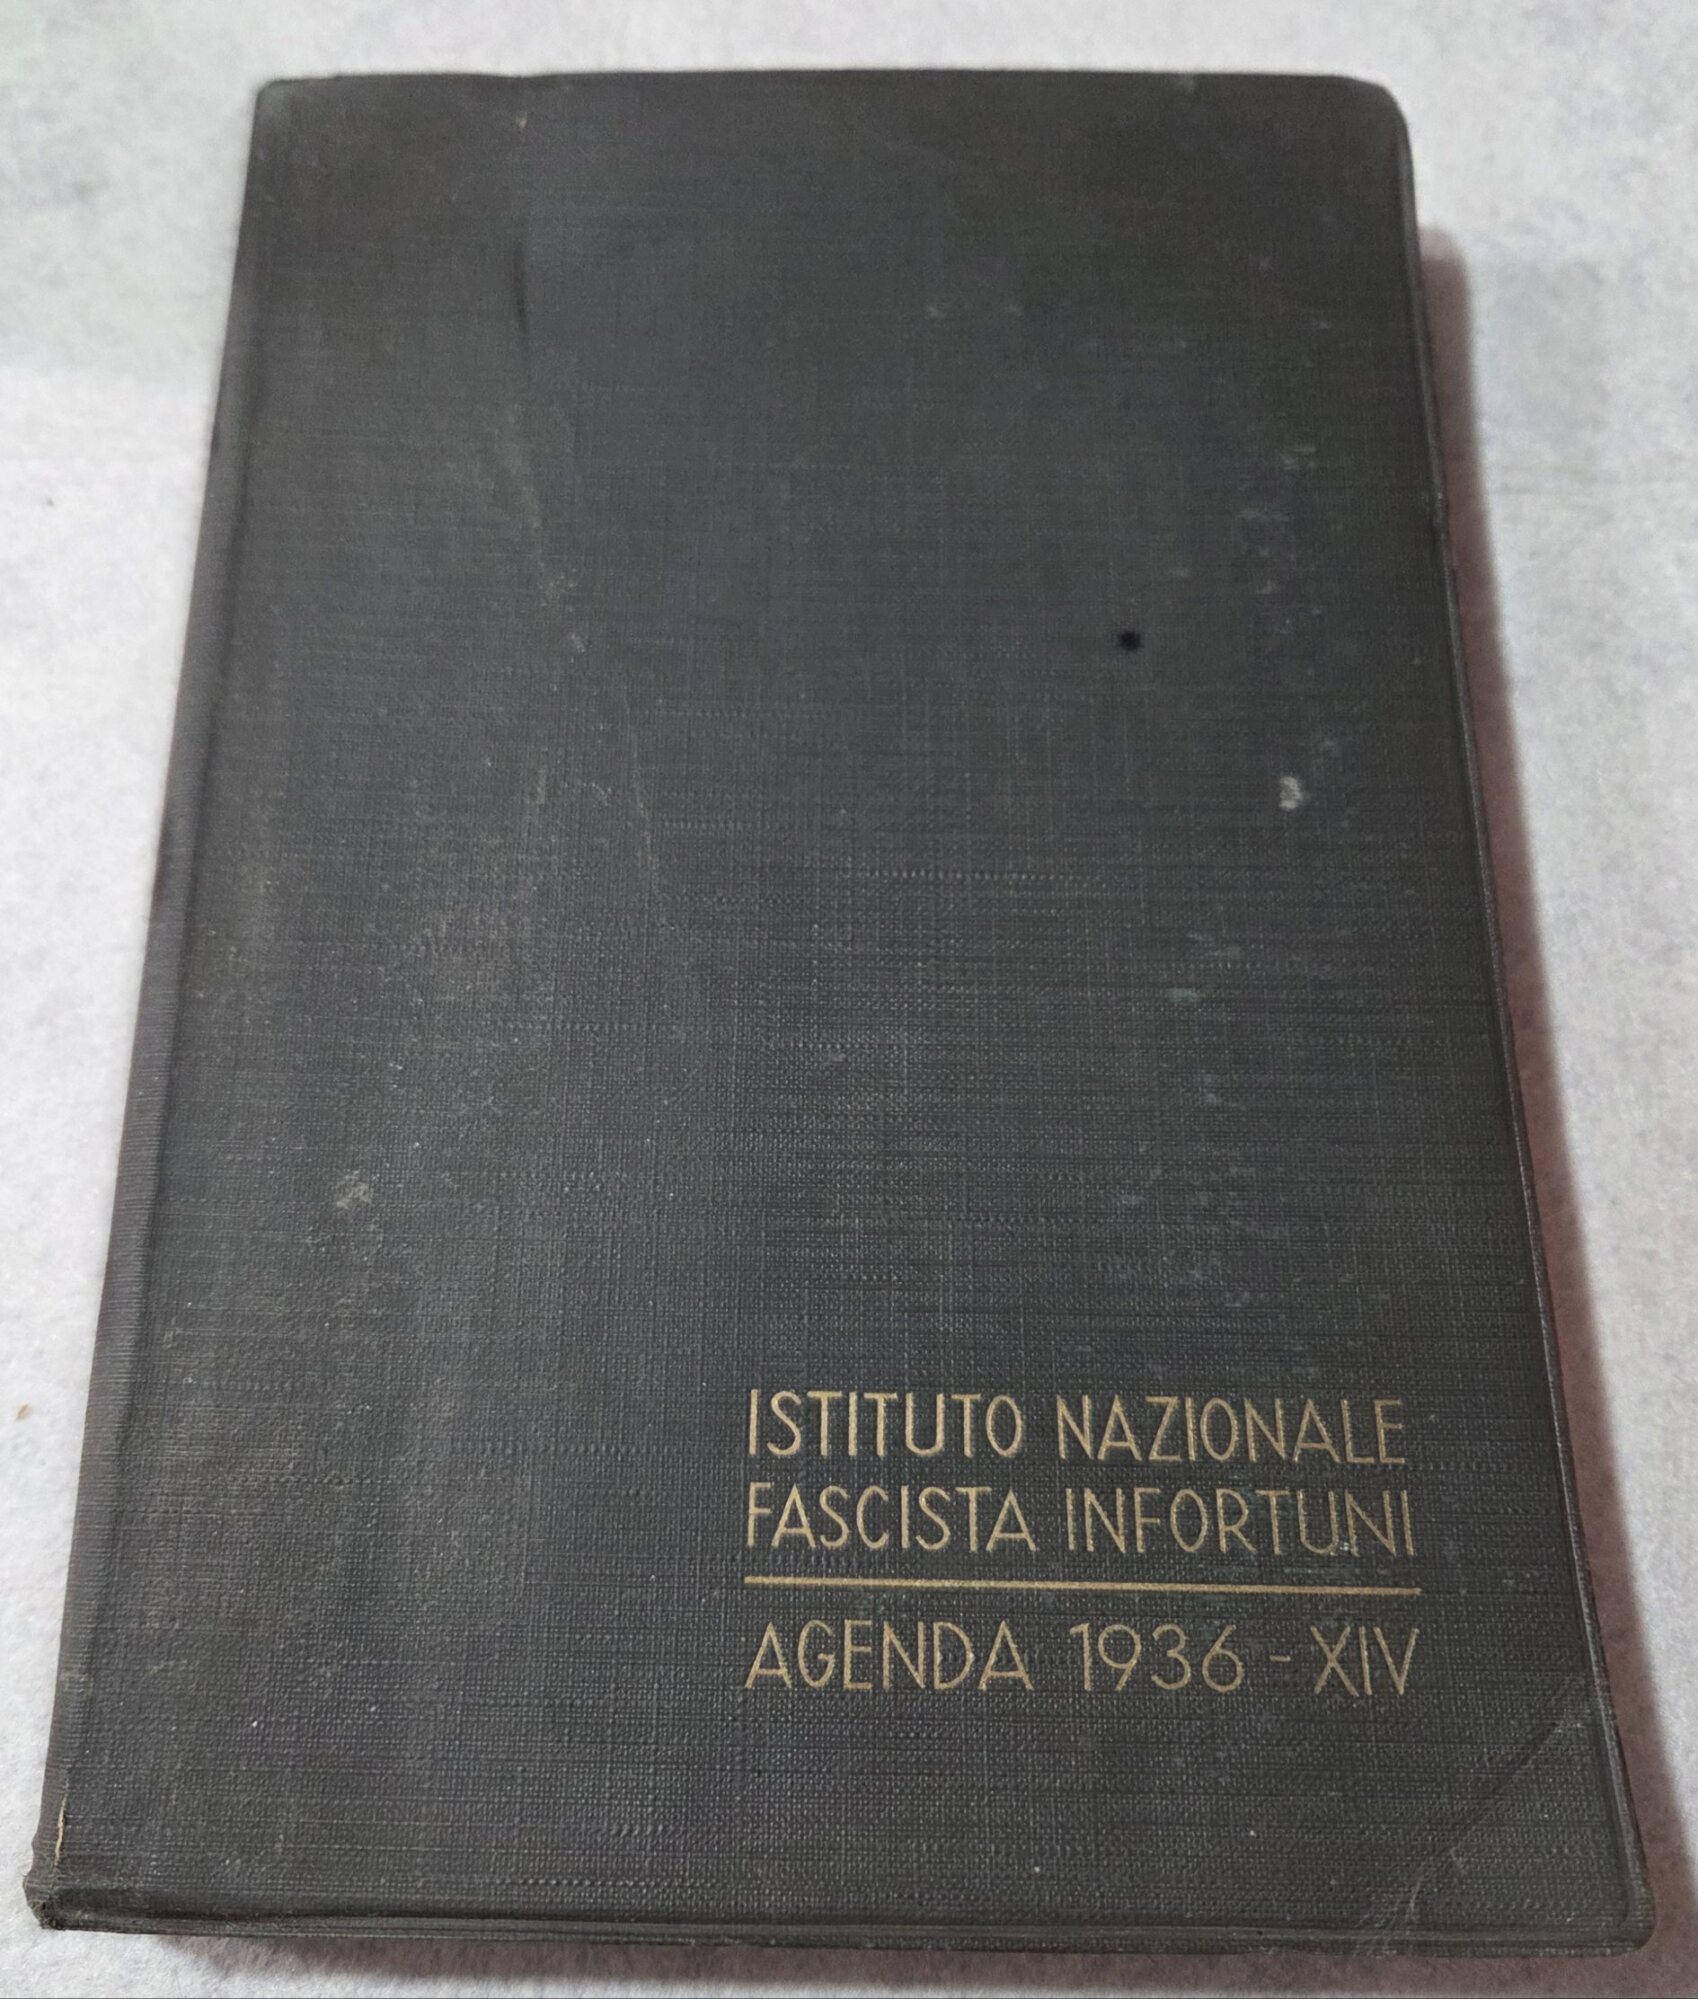 ISTITUTO NAZIONALE
FASCISTA INFORTUNI
AGENDA 1936 - XIV